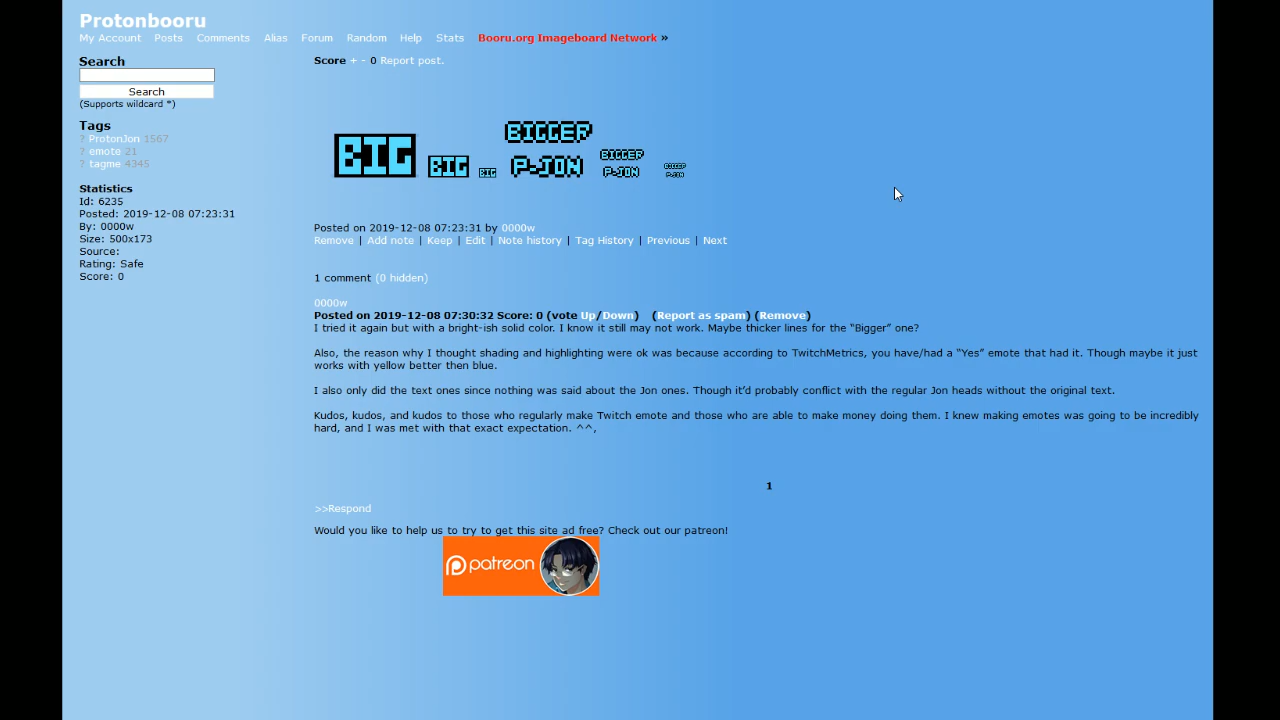 Protonbooru
My Account Posts Comments Alias Forum Random Help Stats Booru.org Imageboard Network »
Search
Search
(Supports wildcard *)
Tags
? ProtonJon 1567
? emote 21
? tagme 4345
Statistics
Id: 6235
Posted: 2019-12-08 07:23:31
By: 0000w
Size: 500x173
Source:
Rating: Safe
Score: 0
Score + - 0 Report post.
BIG BIG BIG BIGGER P-JON BIGGER P-JON BIGGER P-JON
Posted on 2019-12-08 07:23:31 by 0000w
Remove | Add note | Keep | Edit | Note history | Tag History | Previous | Next
1 comment (0 hidden)
0000w
Posted on 2019-12-08 07:30:32 Score: 0 (vote Up/Down) (Report as spam) (Remove)
I tried it again but with a bright-ish solid color. I know it still may not work. Maybe thicker lines for the “Bigger” one?
Also, the reason why I thought shading and highlighting were ok was because according to TwitchMetrics, you have/had a “Yes” emote that had it. Though maybe it just
works with yellow better then blue.
I also only did the text ones since nothing was said about the Jon ones. Though it’d probably conflict with the regular Jon heads without the original text.
Kudos, kudos, and kudos to those who regularly make Twitch emote and those who are able to make money doing them. I knew making emotes was going to be incredibly
hard, and I was met with that exact expectation. ^^,
1
>>Respond
Would you like to help us to try to get this site ad free? Check out our patreon!
patreon